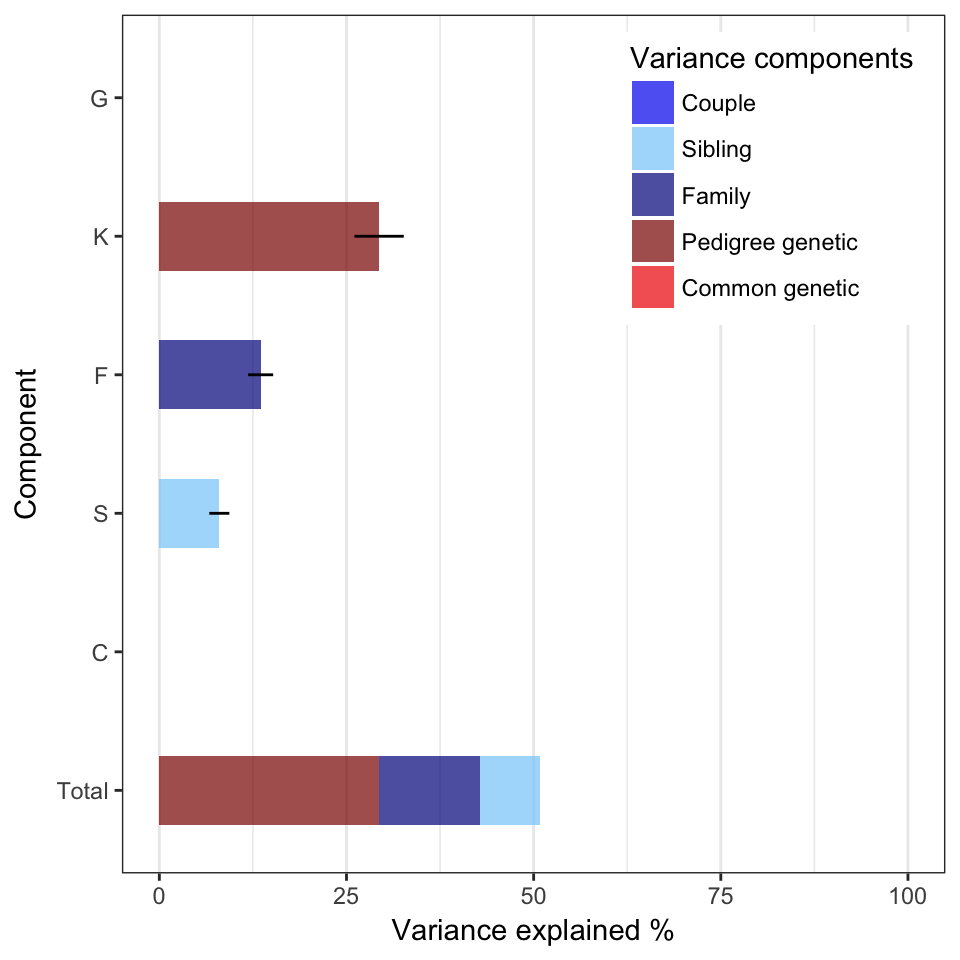 Variance components
Couple
Sibling
Family
Pedigree genetic
Common genetic
Component
G
K
F
S
C
Total
0 25 50 75 100
Variance explained %